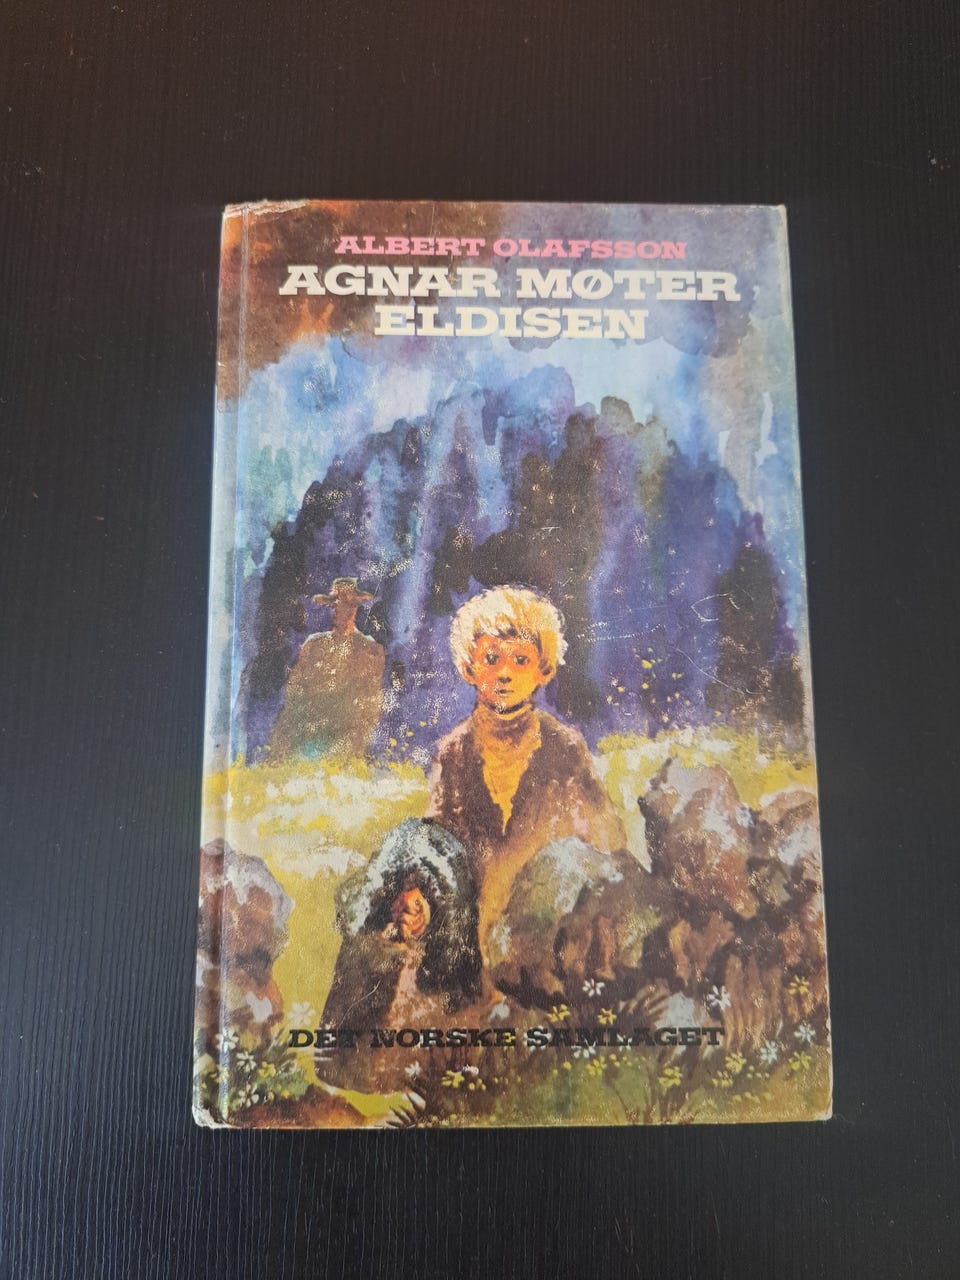 ALBERT OLAFSSON
AGNAR MØTER
ELDISEN
DET NORSKE SAMLAGET